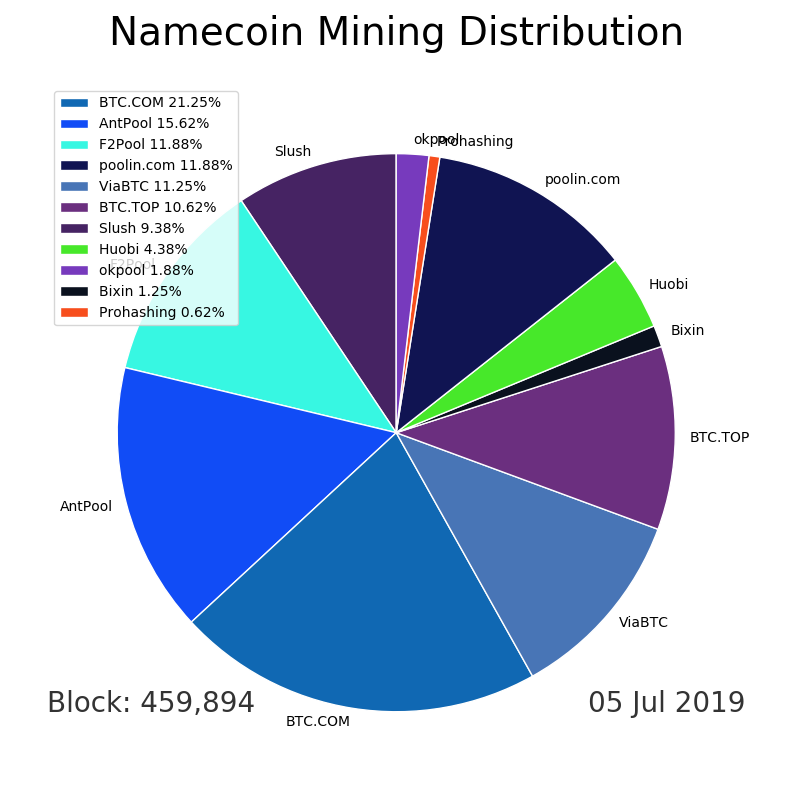 Namecoin Mining Distribution
BTC.COM 21.25%
AntPool 15.62%
F2Pool 11.88%
poolin.com 11.88%
ViaBTC 11.25%
BTC.TOP 10.62%
Slush 9.38%
Huobi 4.38%
okpool 1.88%
Bixin 1.25%
Prohashing 0.62%
okpool
Prohashing
Slush
poolin.com
F2Pool
Huobi
Bixin
BTC.TOP
AntPool
ViaBTC
BTC.COM
Block: 459,894
05 Jul 2019